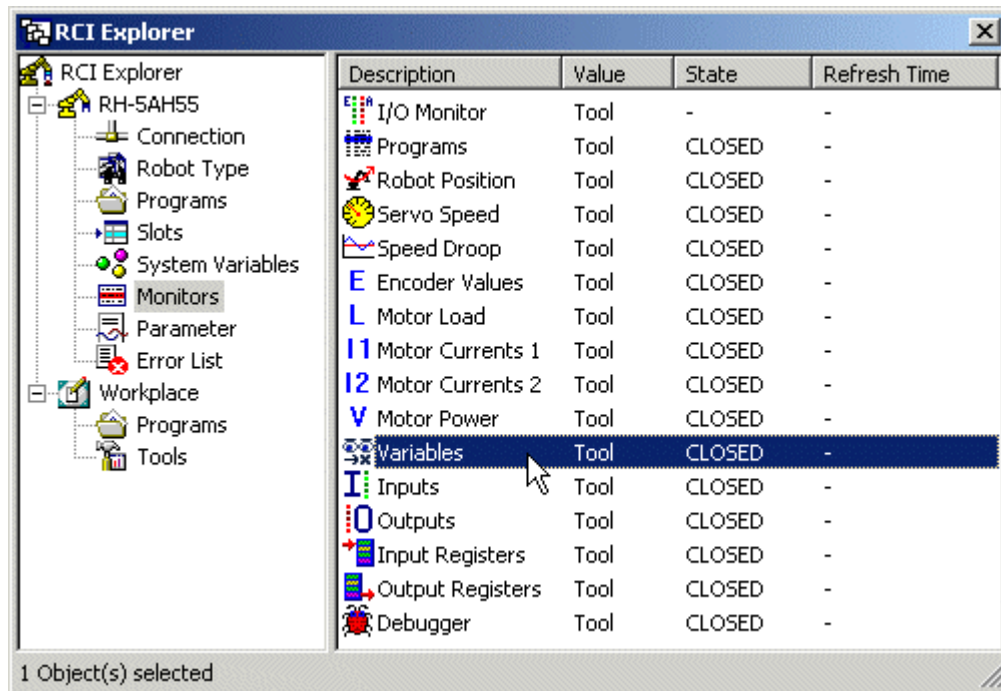 RCI Explorer
RCI Explorer
RH-5AH55
Connection
Robot Type
Programs
Slots
System Variables
Monitors
Parameter
Error List
Workplace
Programs
Tools
Description Value State Refresh Time
I/O Monitor Tool - -
Programs Tool CLOSED -
Robot Position Tool CLOSED -
Servo Speed Tool CLOSED -
Speed Droop Tool CLOSED -
E Encoder Values Tool CLOSED -
L Motor Load Tool CLOSED -
I1 Motor Currents 1 Tool CLOSED -
I2 Motor Currents 2 Tool CLOSED -
V Motor Power Tool CLOSED -
Variables Tool CLOSED -
I Inputs Tool CLOSED -
O Outputs Tool CLOSED -
Input Registers Tool CLOSED -
Output Registers Tool CLOSED -
Debugger Tool CLOSED -
1 Object(s) selected